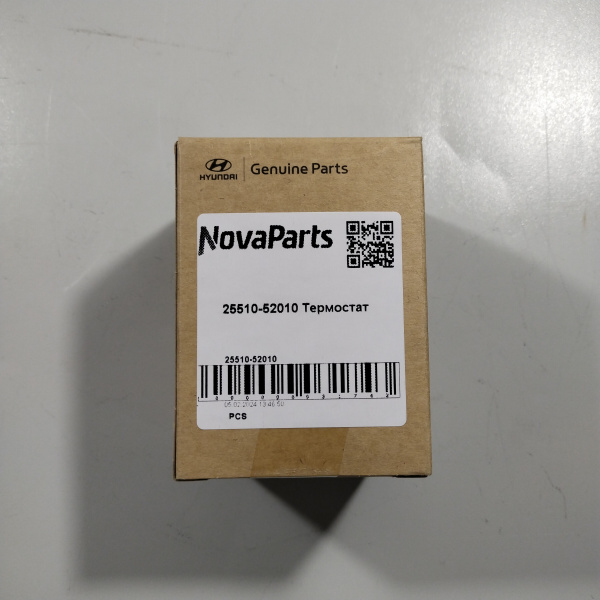 HYUNDAI Genuine Parts
NovaParts
25510-52010 Термостат
25510-52010
PCS